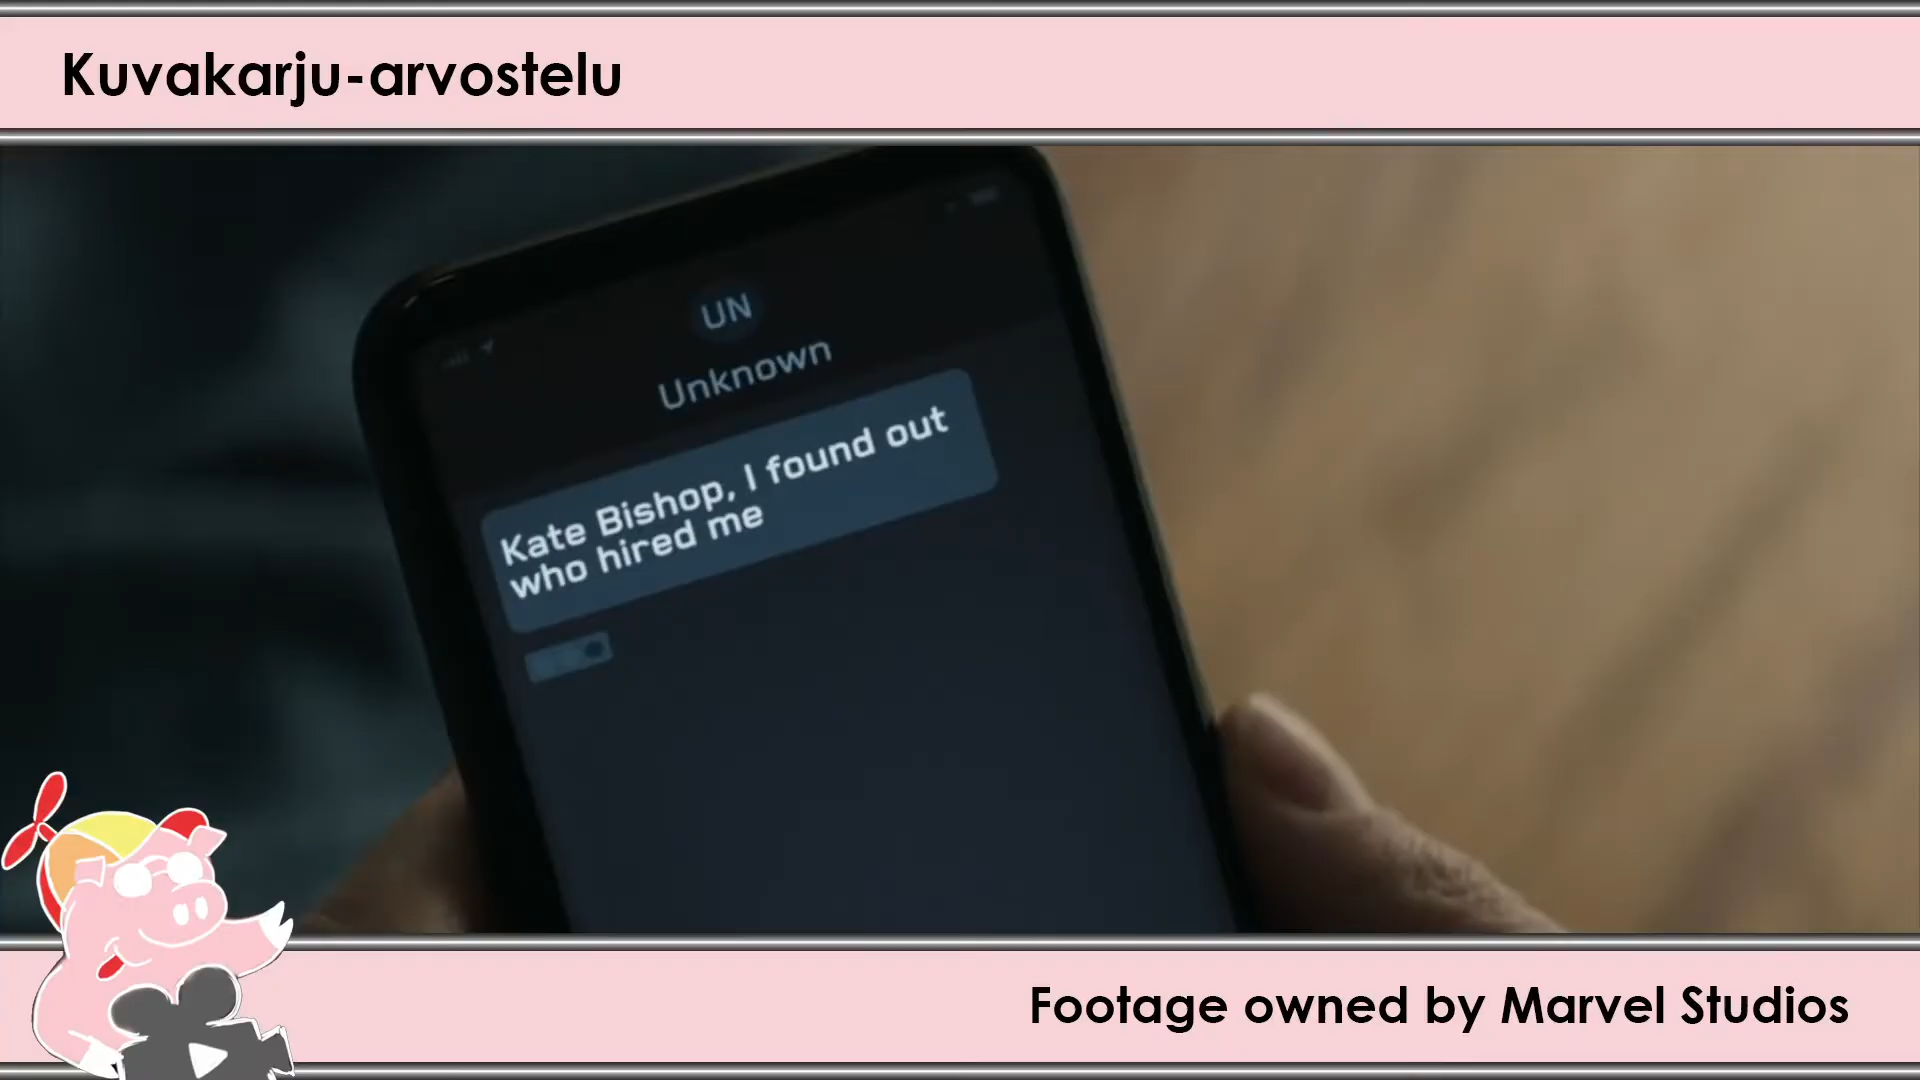 Kuvakarju-arvostelu
UN
Unknown
Kate Bishop, I found out
who hired me
Footage owned by Marvel Studios